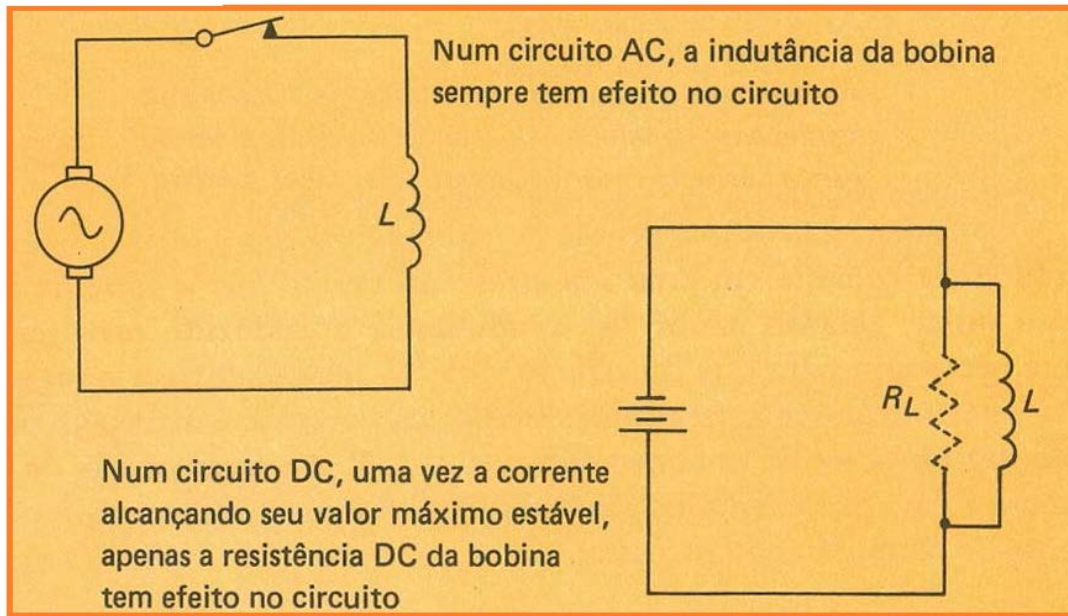 Num circuito AC, a indutância da bobina
sempre tem efeito no circuito
L
R_L
L
Num circuito DC, uma vez a corrente
alcançando seu valor máximo estável,
apenas a resistência DC da bobina
tem efeito no circuito